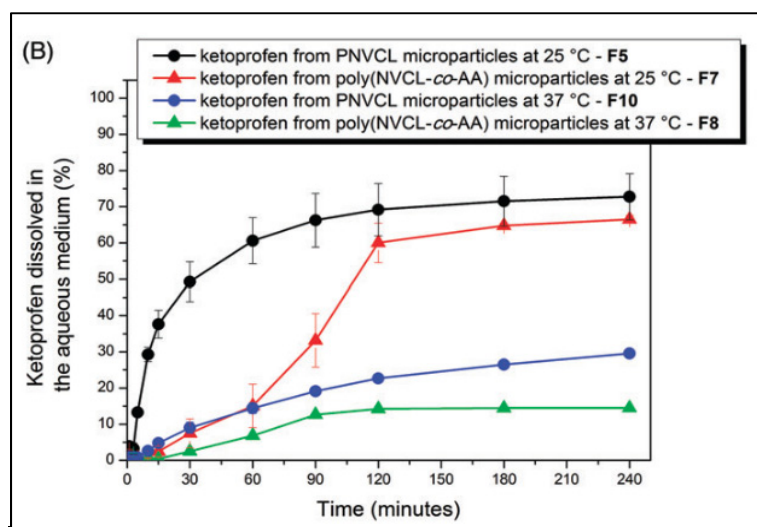 (B)
ketoprofen from PNVCL microparticles at 25 °C - F5
ketoprofen from poly(NVCL-co-AA) microparticles at 25 °C - F7
ketoprofen from PNVCL microparticles at 37 °C - F10
ketoprofen from poly(NVCL-co-AA) microparticles at 37 °C - F8
Ketoprofen dissolved in
the aqueous medium (%)
100
90
80
70
60
50
40
30
20
10
0
0 30 60 90 120 150 180 210 240
Time (minutes)